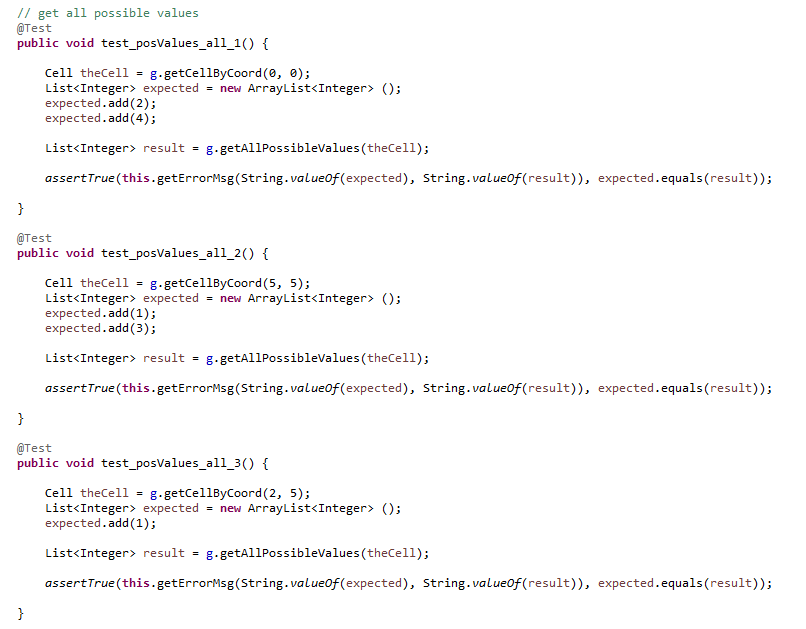 // get all possible values
@Test
public void test_posValues_all_1() {
Cell theCell = g.getCellByCoord(0, 0);
List<Integer> expected = new ArrayList<Integer> ();
expected.add(2);
expected.add(4);
List<Integer> result = g.getAllPossibleValues(theCell);
assertTrue(this.getErrorMsg(String.valueOf(expected), String.valueOf(result)), expected.equals(result));
}
@Test
public void test_posValues_all_2() {
Cell theCell = g.getCellByCoord(5, 5);
List<Integer> expected = new ArrayList<Integer> ();
expected.add(1);
expected.add(3);
List<Integer> result = g.getAllPossibleValues(theCell);
assertTrue(this.getErrorMsg(String.valueOf(expected), String.valueOf(result)), expected.equals(result));
}
@Test
public void test_posValues_all_3() {
Cell theCell = g.getCellByCoord(2, 5);
List<Integer> expected = new ArrayList<Integer> ();
expected.add(1);
List<Integer> result = g.getAllPossibleValues(theCell);
assertTrue(this.getErrorMsg(String.valueOf(expected), String.valueOf(result)), expected.equals(result));
}